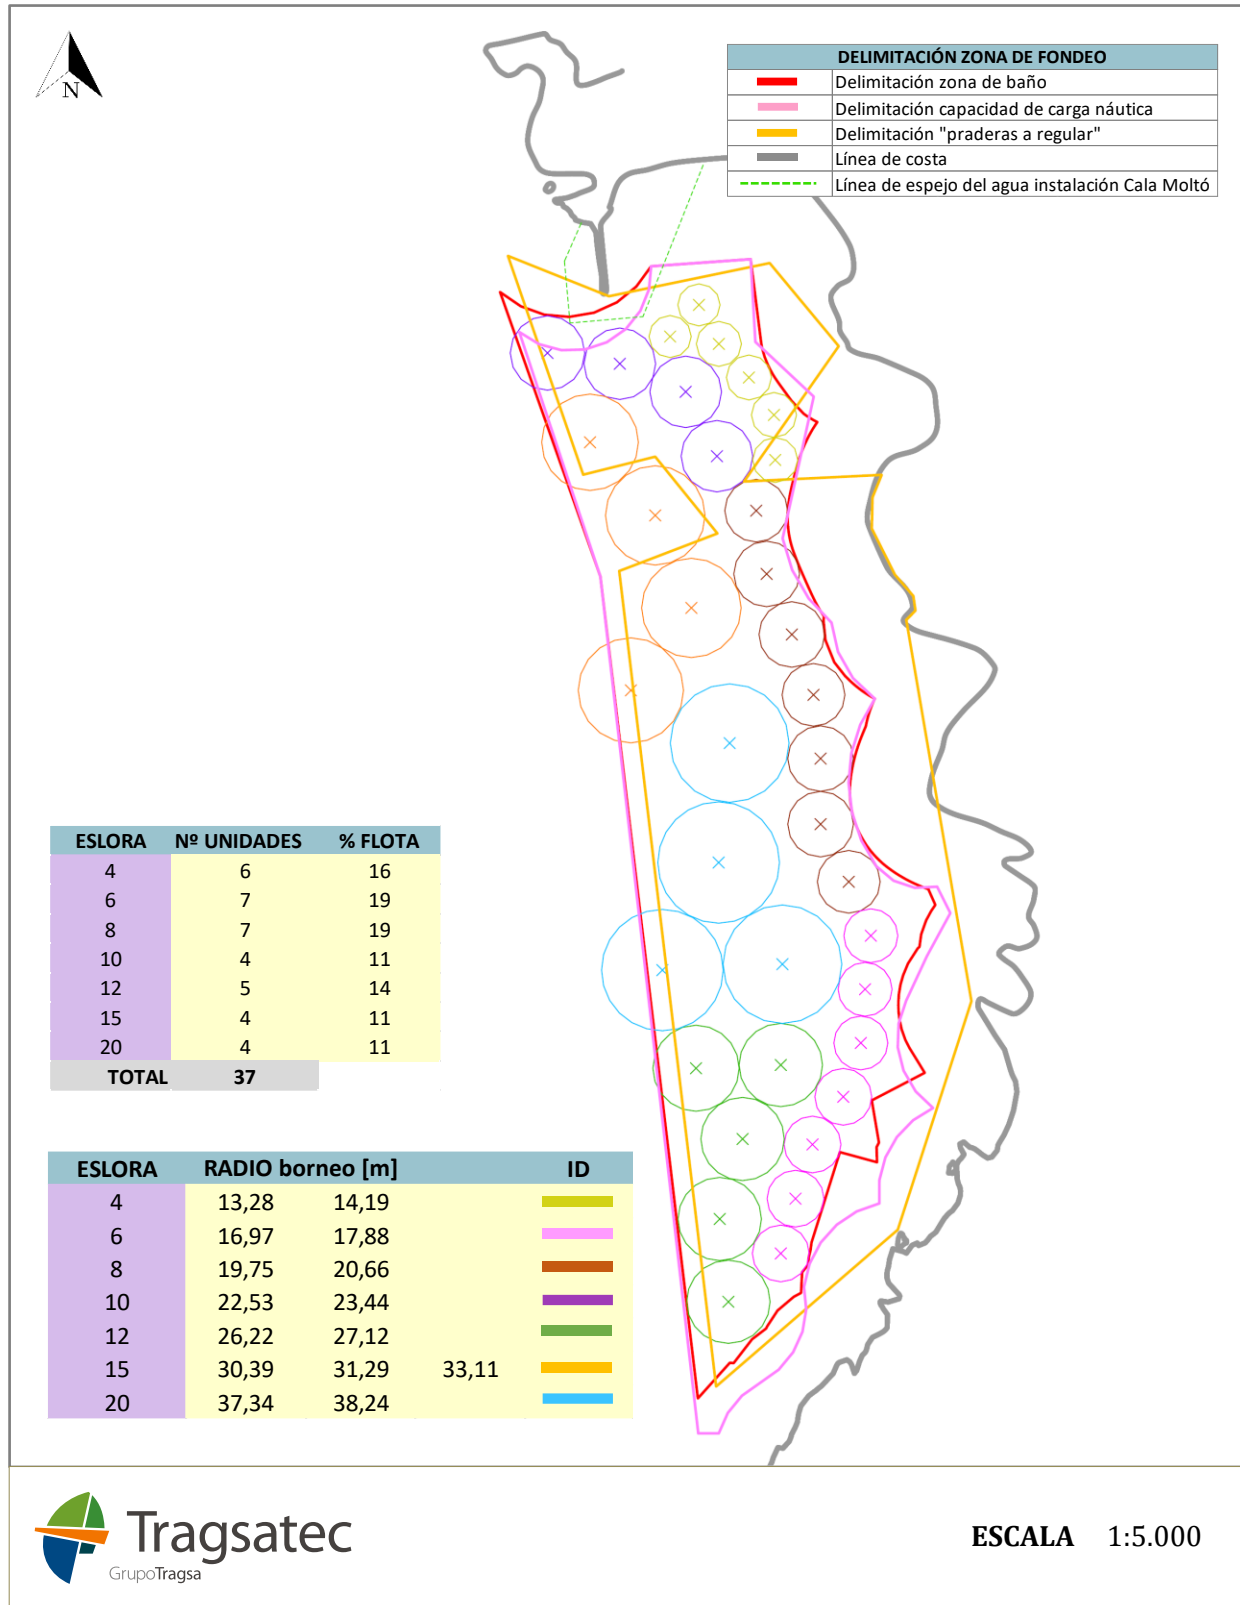 N
DELIMITACIÓN ZONA DE FONDEO
Delimitación zona de baño
Delimitación capacidad de carga náutica
Delimitación "praderas a regular"
Línea de costa
Línea de espejo del agua instalación Cala Moltó
ESLORA Nº UNIDADES % FLOTA
4 6 16
6 7 19
8 7 19
10 4 11
12 5 14
15 4 11
20 4 11
TOTAL 37
ESLORA RADIO borneo [m] ID
4 13,28 14,19
6 16,97 17,88
8 19,75 20,66
10 22,53 23,44
12 26,22 27,12
15 30,39 31,29 33,11
20 37,34 38,24
Tragsatec
GrupoTragsa
ESCALA 1:5.000